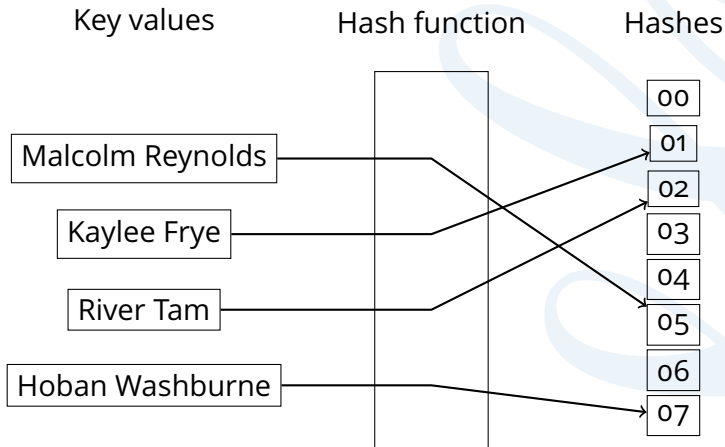 Key values Hash function Hashes
00
Malcolm Reynolds 01
02
Kaylee Frye 03
River Tam 04
05
Hoban Washburne 06
07